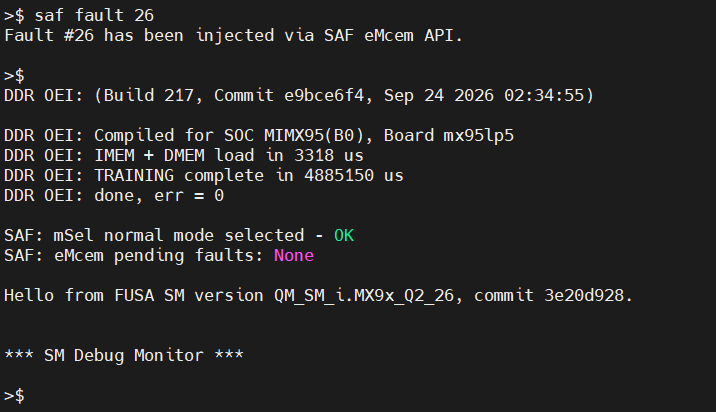 >$ saf fault 26
Fault #26 has been injected via SAF eMcem API.
>$
DDR OEI: (Build 217, Commit e9bce6f4, Sep 24 2026 02:34:55)
DDR OEI: Compiled for SOC MIMX95(B0), Board mx95lp5
DDR OEI: IMEM + DMEM load in 3318 us
DDR OEI: TRAINING complete in 4885150 us
DDR OEI: done, err = 0
SAF: mSel normal mode selected - OK
SAF: eMcem pending faults: None
Hello from FUSA SM version QM_SM_i.MX9x_Q2_26, commit 3e20d928.
*** SM Debug Monitor ***
>$